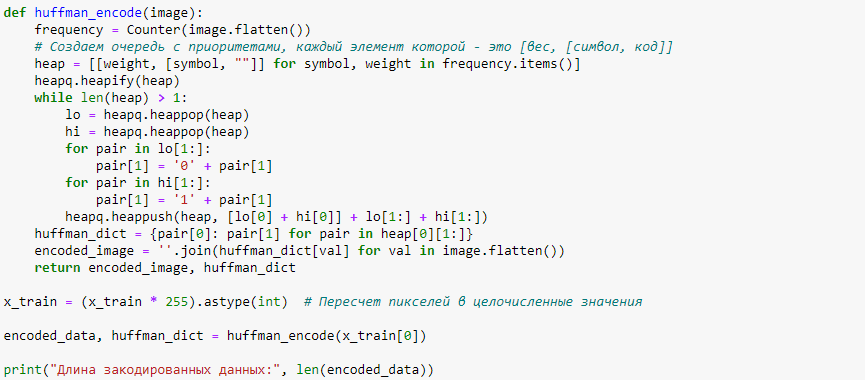 def huffman_encode(image):
    frequency = Counter(image.flatten())
    # Создаем очередь с приоритетами, каждый элемент которой - это [вес, [символ, код]]
    heap = [[weight, [symbol, ""]] for symbol, weight in frequency.items()]
    heapq.heapify(heap)
    while len(heap) > 1:
        lo = heapq.heappop(heap)
        hi = heapq.heappop(heap)
        for pair in lo[1:]:
            pair[1] = '0' + pair[1]
        for pair in hi[1:]:
            pair[1] = '1' + pair[1]
        heapq.heappush(heap, [lo[0] + hi[0]] + lo[1:] + hi[1:])
    huffman_dict = {pair[0]: pair[1] for pair in heap[0][1:]}
    encoded_image = ''.join(huffman_dict[val] for val in image.flatten())
    return encoded_image, huffman_dict

x_train = (x_train * 255).astype(int)  # Пересчет пикселей в целочисленные значения

encoded_data, huffman_dict = huffman_encode(x_train[0])

print("Длина закодированных данных:", len(encoded_data))